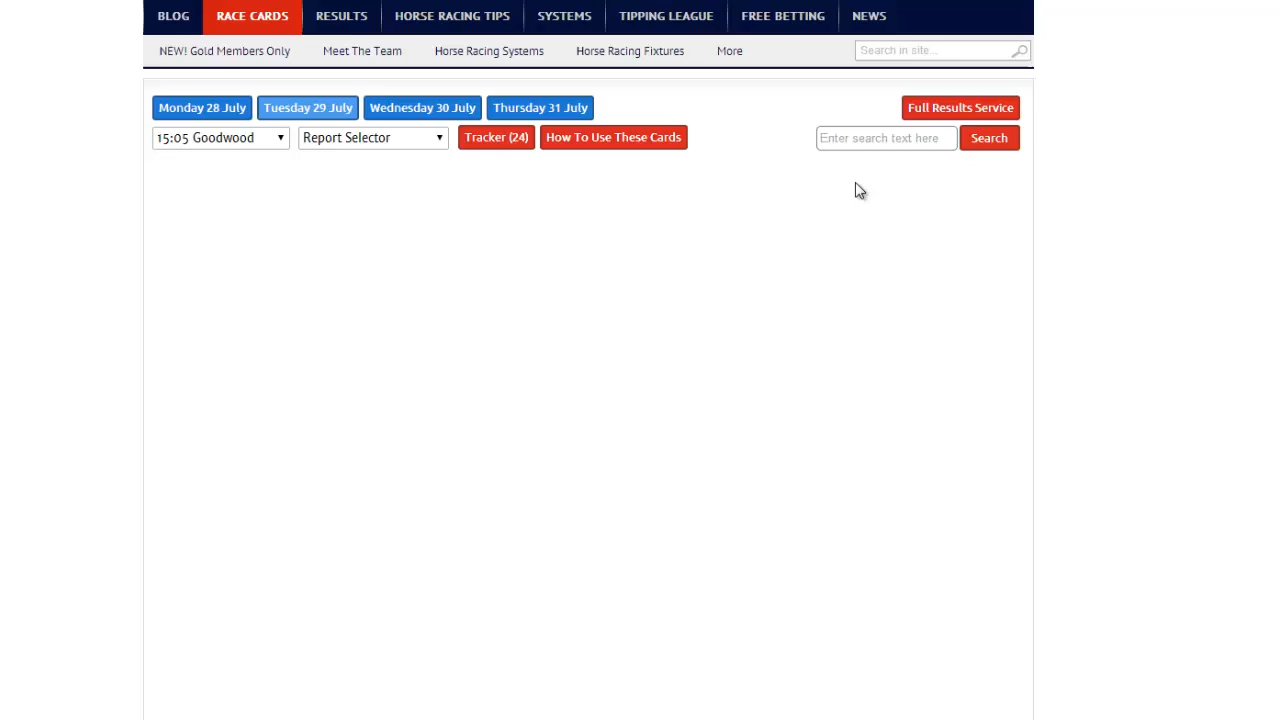 BLOG RACE CARDS RESULTS HORSE RACING TIPS SYSTEMS TIPPING LEAGUE FREE BETTING NEWS
NEW! Gold Members Only Meet The Team Horse Racing Systems Horse Racing Fixtures More Search in site...
Monday 28 July Tuesday 29 July Wednesday 30 July Thursday 31 July Full Results Service
15:05 Goodwood Report Selector Tracker (24) How To Use These Cards Enter search text here Search